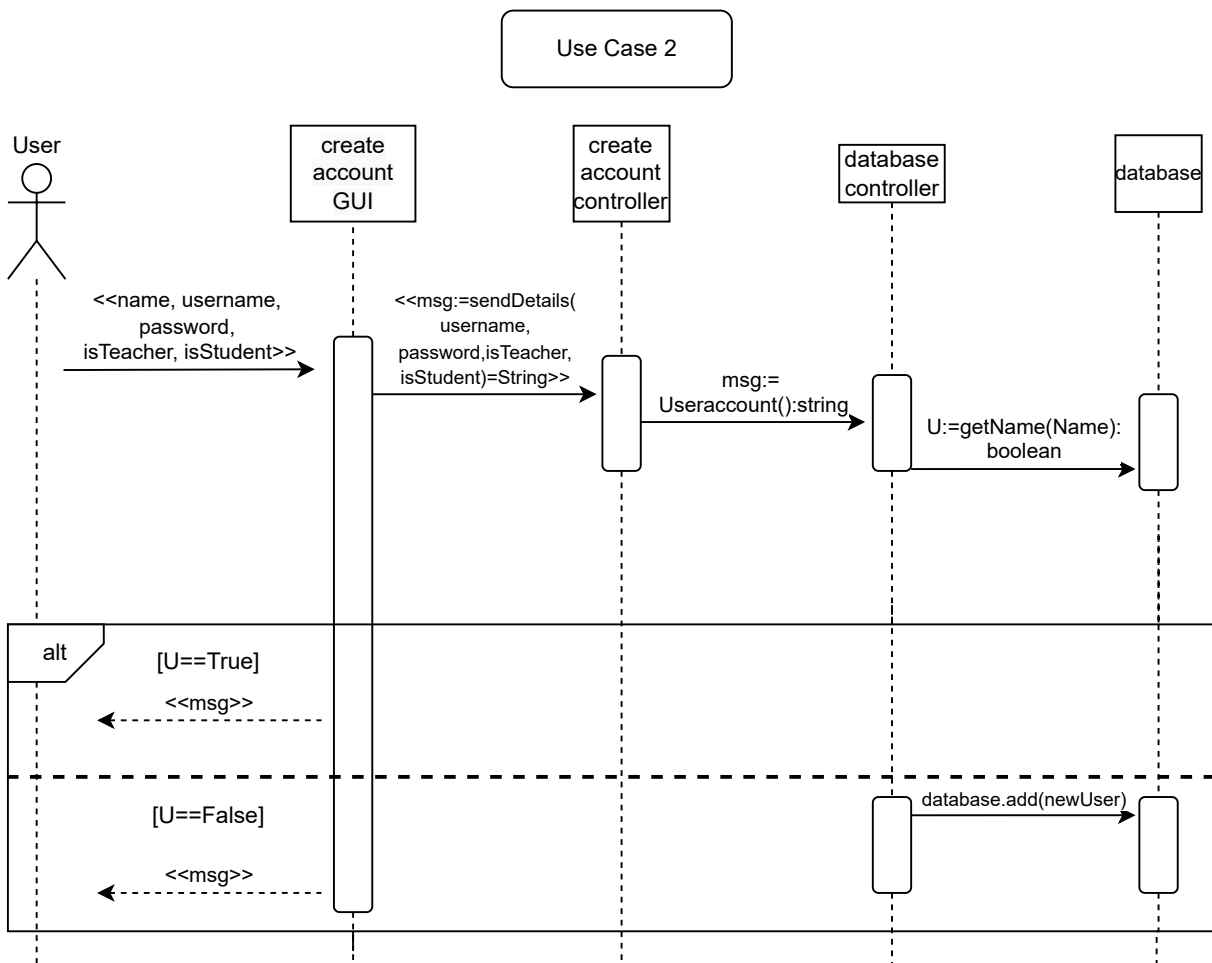 Use Case 2
User
create
account
GUI
create
account
controller
database
controller
database
<<name, username,
password,
isTeacher, isStudent>>
<<msg:=sendDetails(
username,
password,isTeacher,
isStudent)=String>>
msg:=
Useraccount():string
U:=getName(Name):
boolean
alt
[U==True]
<<msg>>
[U==False]
database.add(newUser)
<<msg>>